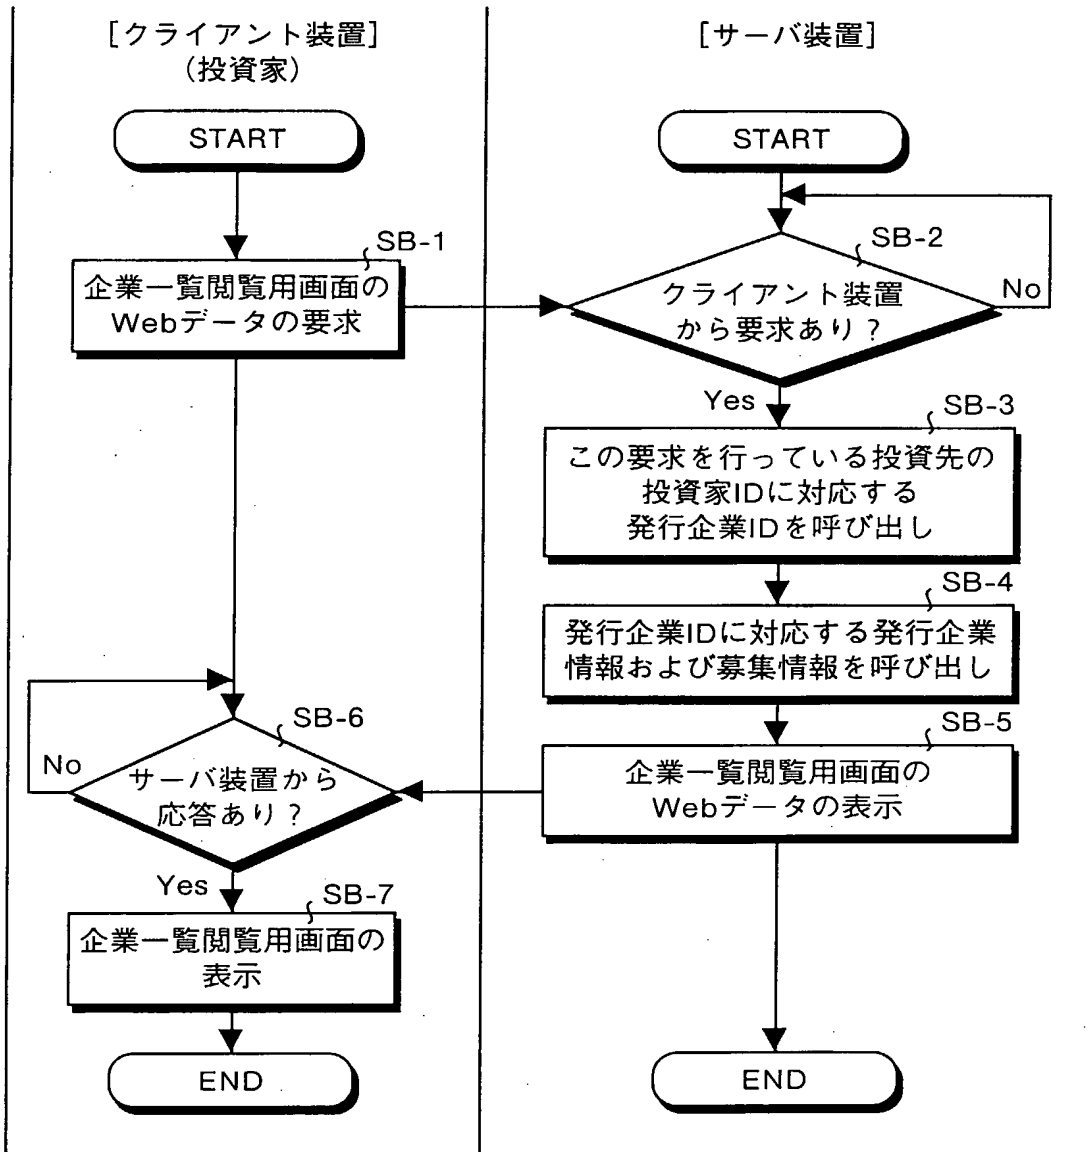 [クライアント装置]
(投資家)
START
SB-1
企業一覧閲覧用画面の
Webデータの要求
SB-6
サーバ装置から
応答あり？
No
Yes
SB-7
企業一覧閲覧用画面の
表示
END
[サーバ装置]
START
SB-2
クライアント装置
から要求あり？
No
Yes
SB-3
この要求を行っている投資先の
投資家IDに対応する
発行企業IDを呼び出し
SB-4
発行企業IDに対応する発行企業
情報および募集情報を呼び出し
SB-5
企業一覧閲覧用画面の
Webデータの表示
END